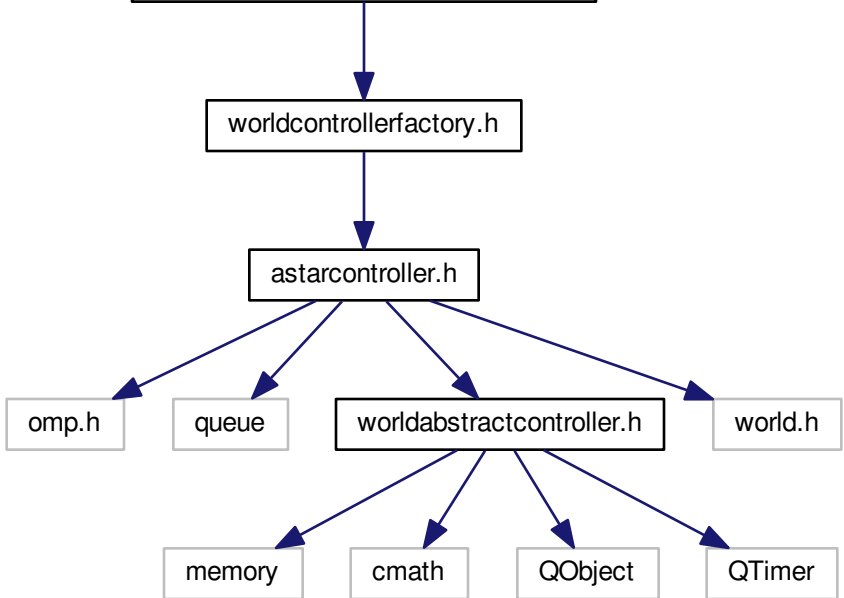 worldcontrollerfactory.h
astarcontroller.h
omp.h
queue
worldabstractcontroller.h
world.h
memory
cmath
QObject
QTimer